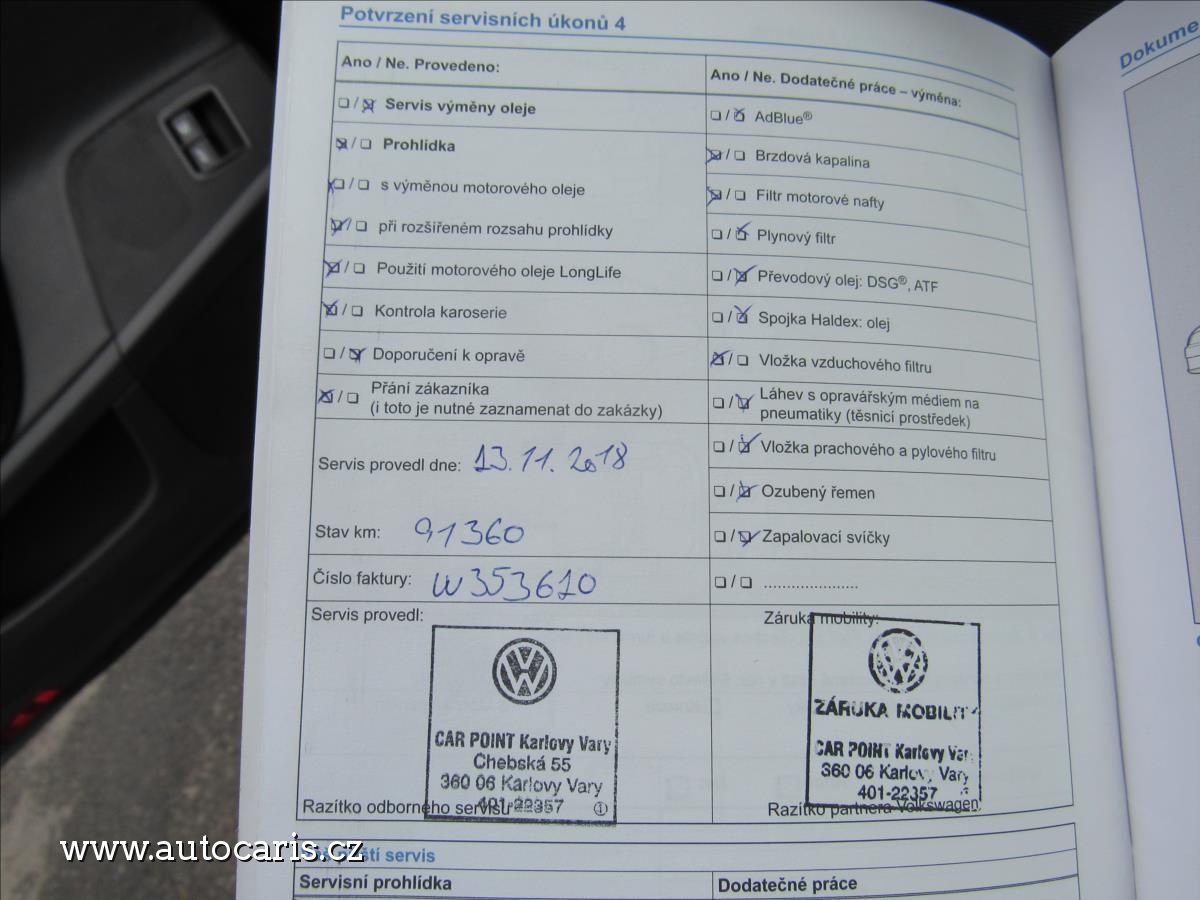 Potvrzení servisních úkonů 4
Dokume
Ano / Ne. Provedeno:
☐ / ☒ Servis výměny oleje
☒ / ☐ Prohlídka
☒ / ☐ s výměnou motorového oleje
☒ / ☐ při rozšířeném rozsahu prohlídky
☒ / ☐ Použití motorového oleje LongLife
☒ / ☐ Kontrola karoserie
☐ / ☒ Doporučení k opravě
☒ / ☐ Přání zákazníka
(i toto je nutné zaznamenat do zakázky)
Servis provedl dne: 13.11.2018
Stav km: 91360
Číslo faktury: W353610
Servis provedl:
CAR POINT Karlovy Vary
Chebská 55
360 06 Karlovy Vary
401-22357 ①
Razítko odborného servisu
Ano / Ne. Dodatečné práce – výměna:
☐ / ☒ AdBlue®
☒ / ☐ Brzdová kapalina
☒ / ☐ Filtr motorové nafty
☐ / ☒ Plynový filtr
☐ / ☒ Převodový olej: DSG®, ATF
☐ / ☒ Spojka Haldex: olej
☒ / ☐ Vložka vzduchového filtru
☐ / ☒ Láhev s opravářským médiem na
pneumatiky (těsnicí prostředek)
☐ / ☒ Vložka prachového a pylového filtru
☐ / ☒ Ozubený řemen
☐ / ☒ Zapalovací svíčky
☐ / ☐ .....................
Záruka mobility:
ZÁRUKA MOBILITY
CAR POINT Karlovy Vary
360 06 Karlovy Vary
401-22357
Razítko partnera Volkswagen
www.autocaris.cz
servis
Servisní prohlídka
Dodatečné práce